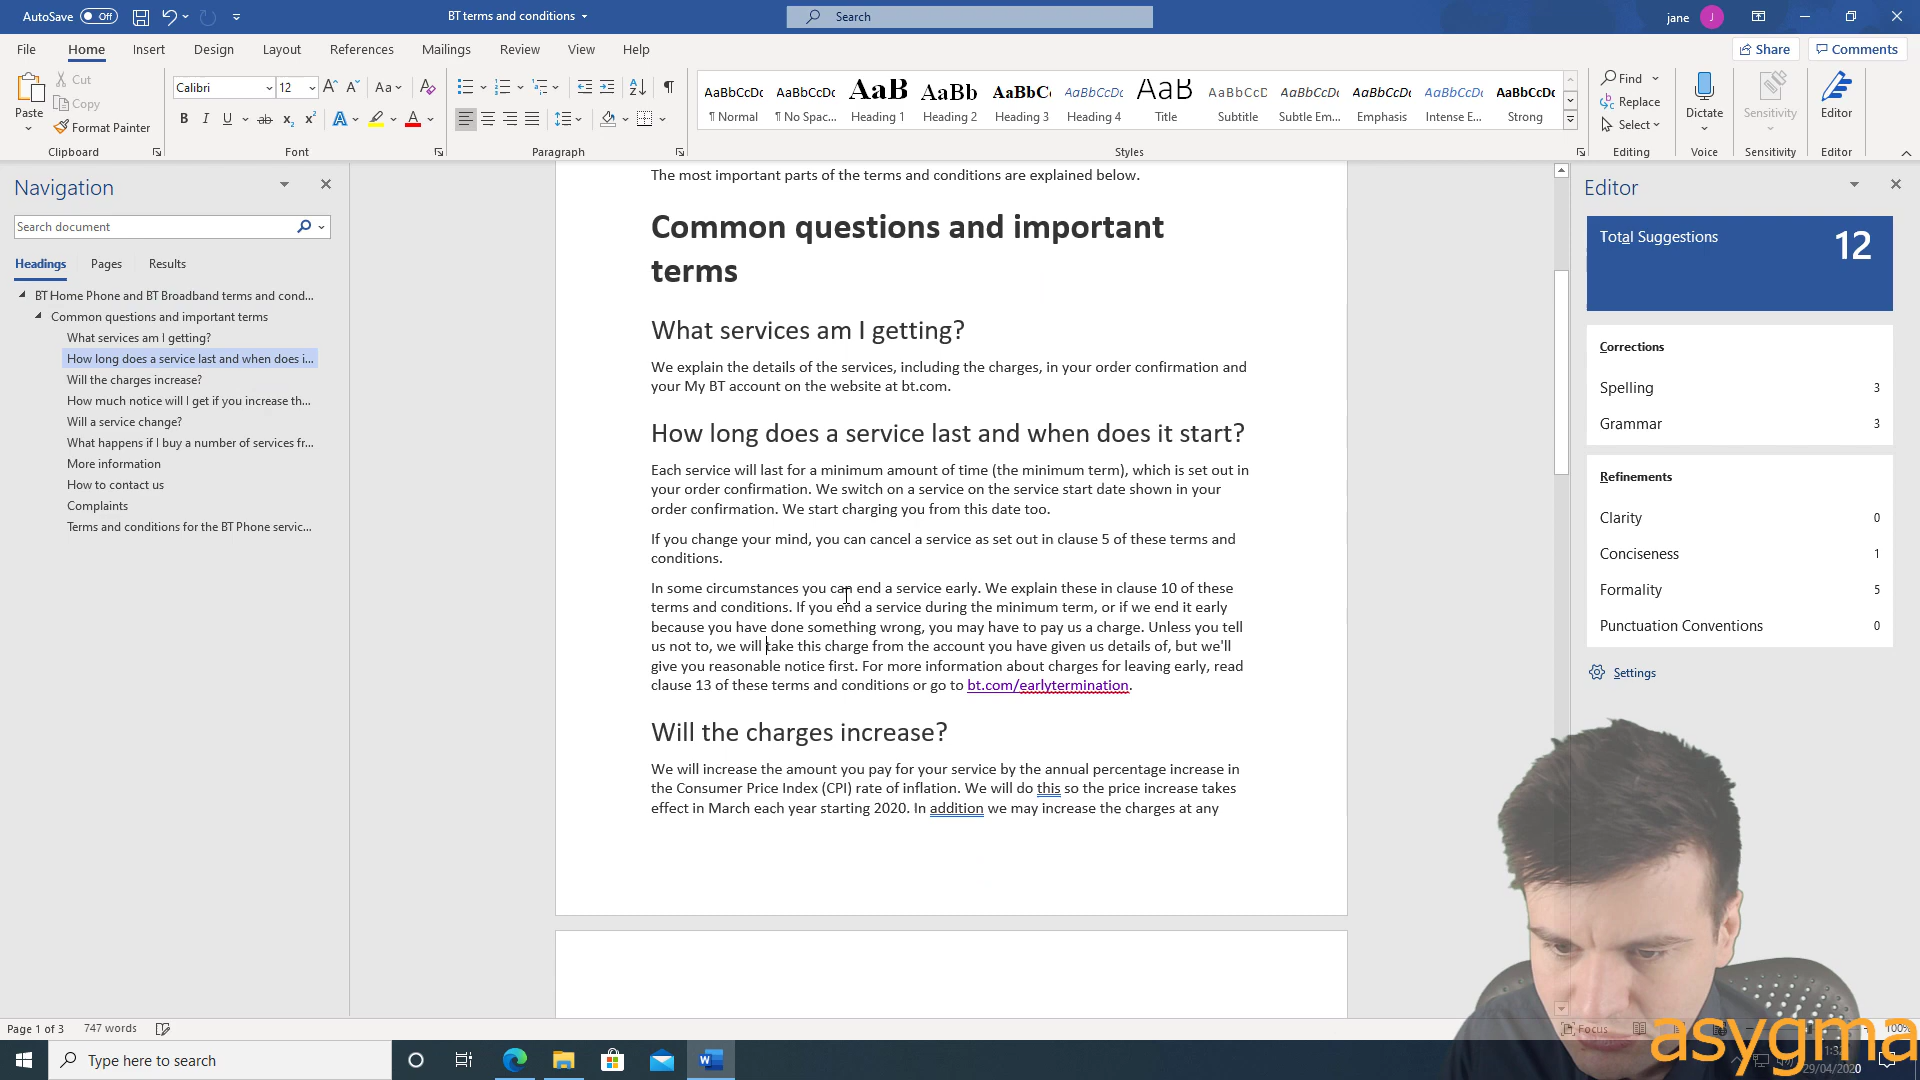 AutoSave Off
BT terms and conditions
Search
jane J
File Home Insert Design Layout References Mailings Review View Help
Share Comments
Paste
Cut
Copy
Format Painter
Clipboard
Calibri 12
Font
Paragraph
AaBbCcDc AaBbCcDc AaB AaBb AaBbC AaBbCcDc AaB AaBbCcD AaBbCcDc AaBbCcDc AaBbCcDc AaBbCcDc
¶ Normal ¶ No Spac... Heading 1 Heading 2 Heading 3 Heading 4 Title Subtitle Subtle Em... Emphasis Intense E... Strong
Styles
Find
Replace
Select
Editing
Dictate
Voice
Sensitivity
Sensitivity
Editor
Editor
Navigation
Search document
Headings Pages Results
BT Home Phone and BT Broadband terms and cond...
Common questions and important terms
What services am I getting?
How long does a service last and when does i...
Will the charges increase?
How much notice will I get if you increase th...
Will a service change?
What happens if I buy a number of services fr...
More information
How to contact us
Complaints
Terms and conditions for the BT Phone servic...
The most important parts of the terms and conditions are explained below.
Common questions and important
terms
What services am I getting?
We explain the details of the services, including the charges, in your order confirmation and
your My BT account on the website at bt.com.
How long does a service last and when does it start?
Each service will last for a minimum amount of time (the minimum term), which is set out in
your order confirmation. We switch on a service on the service start date shown in your
order confirmation. We start charging you from this date too.
If you change your mind, you can cancel a service as set out in clause 5 of these terms and
conditions.
In some circumstances you can end a service early. We explain these in clause 10 of these
terms and conditions. If you end a service during the minimum term, or if we end it early
because you have done something wrong, you may have to pay us a charge. Unless you tell
us not to, we will take this charge from the account you have given us details of, but we'll
give you reasonable notice first. For more information about charges for leaving early, read
clause 13 of these terms and conditions or go to bt.com/earlytermination.
Will the charges increase?
We will increase the amount you pay for your service by the annual percentage increase in
the Consumer Price Index (CPI) rate of inflation. We will do this so the price increase takes
effect in March each year starting 2020. In addition we may increase the charges at any
Editor
Total Suggestions 12
Corrections
Spelling 3
Grammar 3
Refinements
Clarity 0
Conciseness 1
Formality 5
Punctuation Conventions 0
Settings
Page 1 of 3 747 words
Focus
100%
Type here to search
29/04/2020
asygma